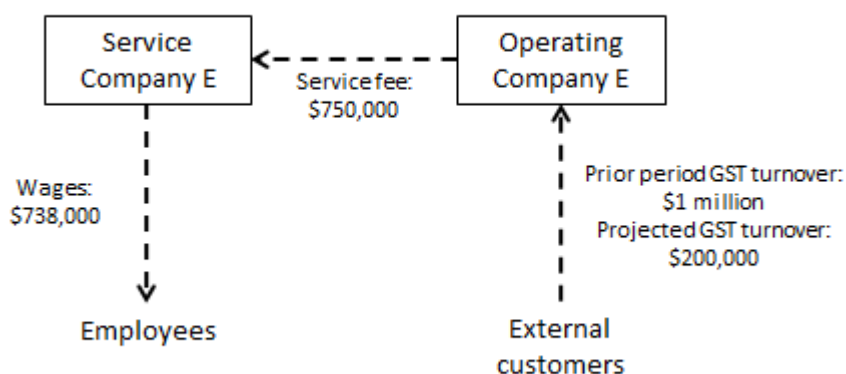 Service
Company E
Operating
Company E
Service fee:
$750,000
Wages:
$738,000
Prior period GST turnover:
$1 million
Projected GST turnover:
$200,000
Employees
External
customers